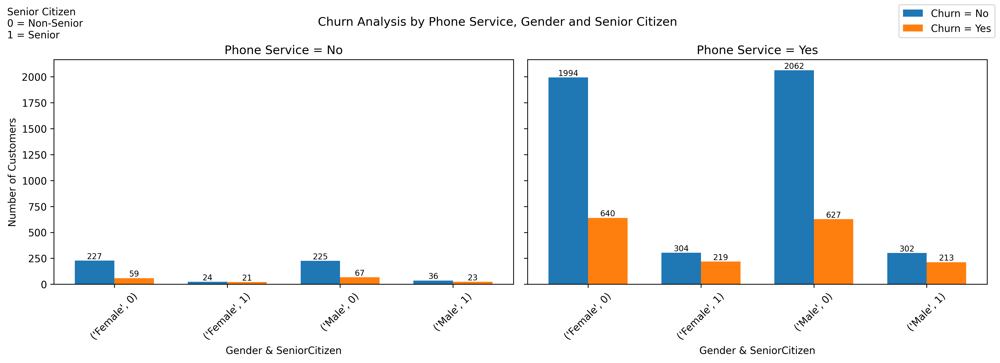 Senior Citizen
0 = Non-Senior
1 = Senior
Churn Analysis by Phone Service, Gender and Senior Citizen
Churn = No
Churn = Yes
Phone Service = No
Number of Customers
2000
1750
1500
1250
1000
750
500
250
0
227
59
24
21
225
67
36
23
('Female', 0)
('Female', 1)
('Male', 0)
('Male', 1)
Gender & SeniorCitizen
Phone Service = Yes
1994
640
304
219
2062
627
302
213
('Female', 0)
('Female', 1)
('Male', 0)
('Male', 1)
Gender & SeniorCitizen